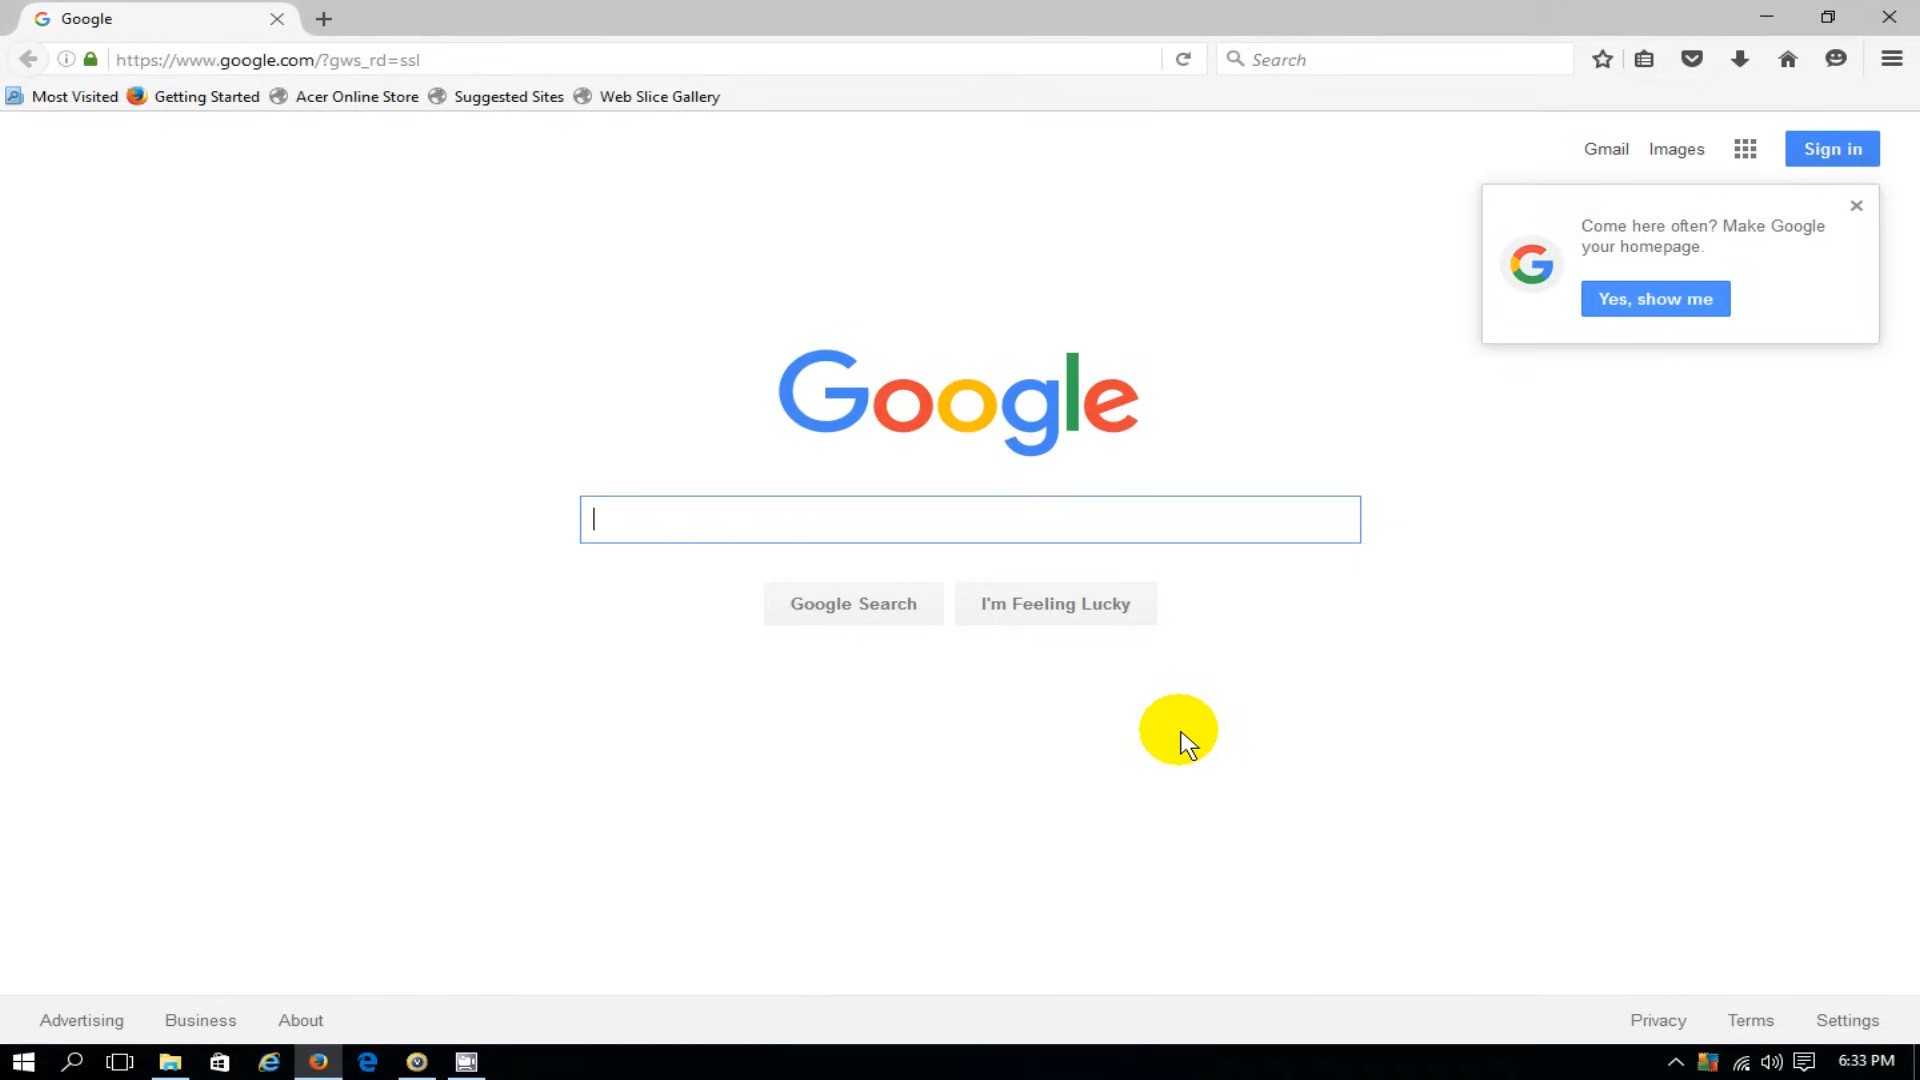 Google
https://www.google.com/?gws_rd=ssl
Search
Most Visited Getting Started Acer Online Store Suggested Sites Web Slice Gallery
Gmail Images Sign in
Come here often? Make Google
your homepage.
Yes, show me
Google
Google Search I'm Feeling Lucky
Advertising Business About Privacy Terms Settings
6:33 PM